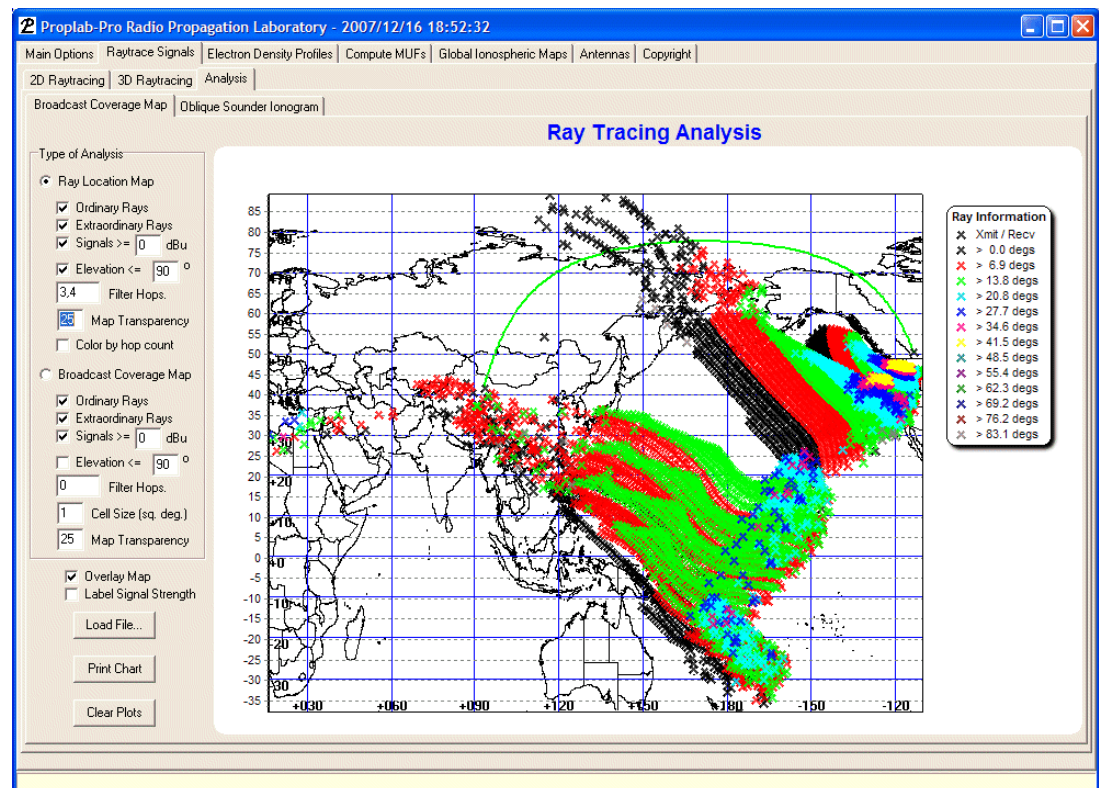 Proplab-Pro Radio Propagation Laboratory - 2007/12/16 18:52:32
Main Options Raytrace Signals Electron Density Profiles Compute MUFs Global Ionospheric Maps Antennas Copyright
2D Raytracing 3D Raytracing Analysis
Broadcast Coverage Map Oblique Sounder Ionogram
Ray Tracing Analysis
Type of Analysis
Ray Location Map
Ordinary Rays
Extraordinary Rays
Signals >= 0 dBu
Elevation <= 90 o
3,4 Filter Hops.
25 Map Transparency
Color by hop count
Broadcast Coverage Map
Ordinary Rays
Extraordinary Rays
Signals >= 0 dBu
Elevation <= 90 o
0 Filter Hops.
1 Cell Size (sq. deg.)
25 Map Transparency
Overlay Map
Label Signal Strength
Load File...
Print Chart
Clear Plots
85
80
75
70
65
60
55
50
45
40
35
30
25
20
15
10
5
0
-5
-10
-15
-20
-25
-30
-35
+20
+10
+0
-10
-20
-30
+030 +060 +090 +120 +150 +180 -150 -120
Ray Information
Xmit / Recv
> 0.0 degs
> 6.9 degs
> 13.8 degs
> 20.8 degs
> 27.7 degs
> 34.6 degs
> 41.5 degs
> 48.5 degs
> 55.4 degs
> 62.3 degs
> 69.2 degs
> 76.2 degs
> 83.1 degs